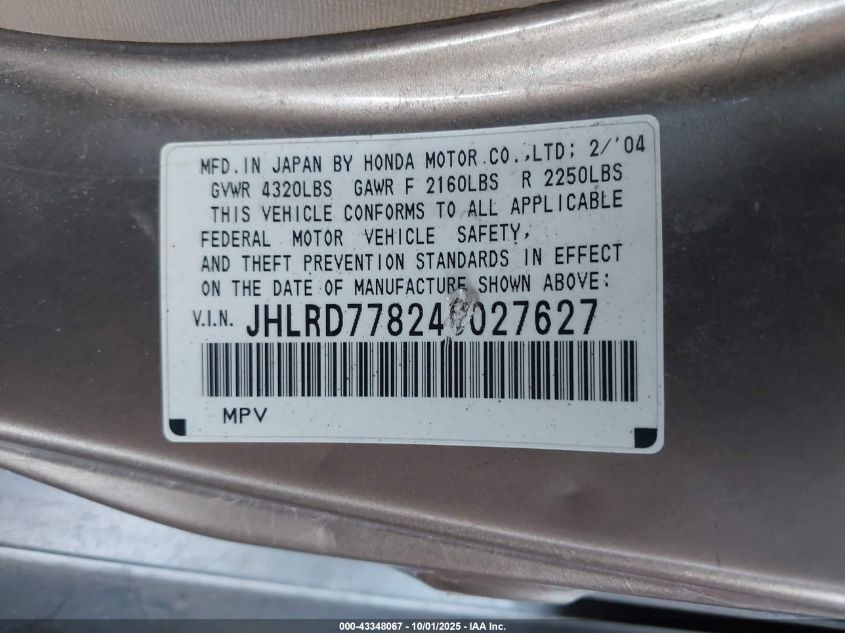 MFD. IN JAPAN BY HONDA MOTOR CO.,LTD; 2/'04
GVWR 4320LBS GAWR F 2160LBS R 2250LBS
THIS VEHICLE CONFORMS TO ALL APPLICABLE
FEDERAL MOTOR VEHICLE SAFETY,
AND THEFT PREVENTION STANDARDS IN EFFECT
ON THE DATE OF MANUFACTURE SHOWN ABOVE:
V.I.N.
MPV
000-43348067 - 10/01/2025 - IAA Inc.